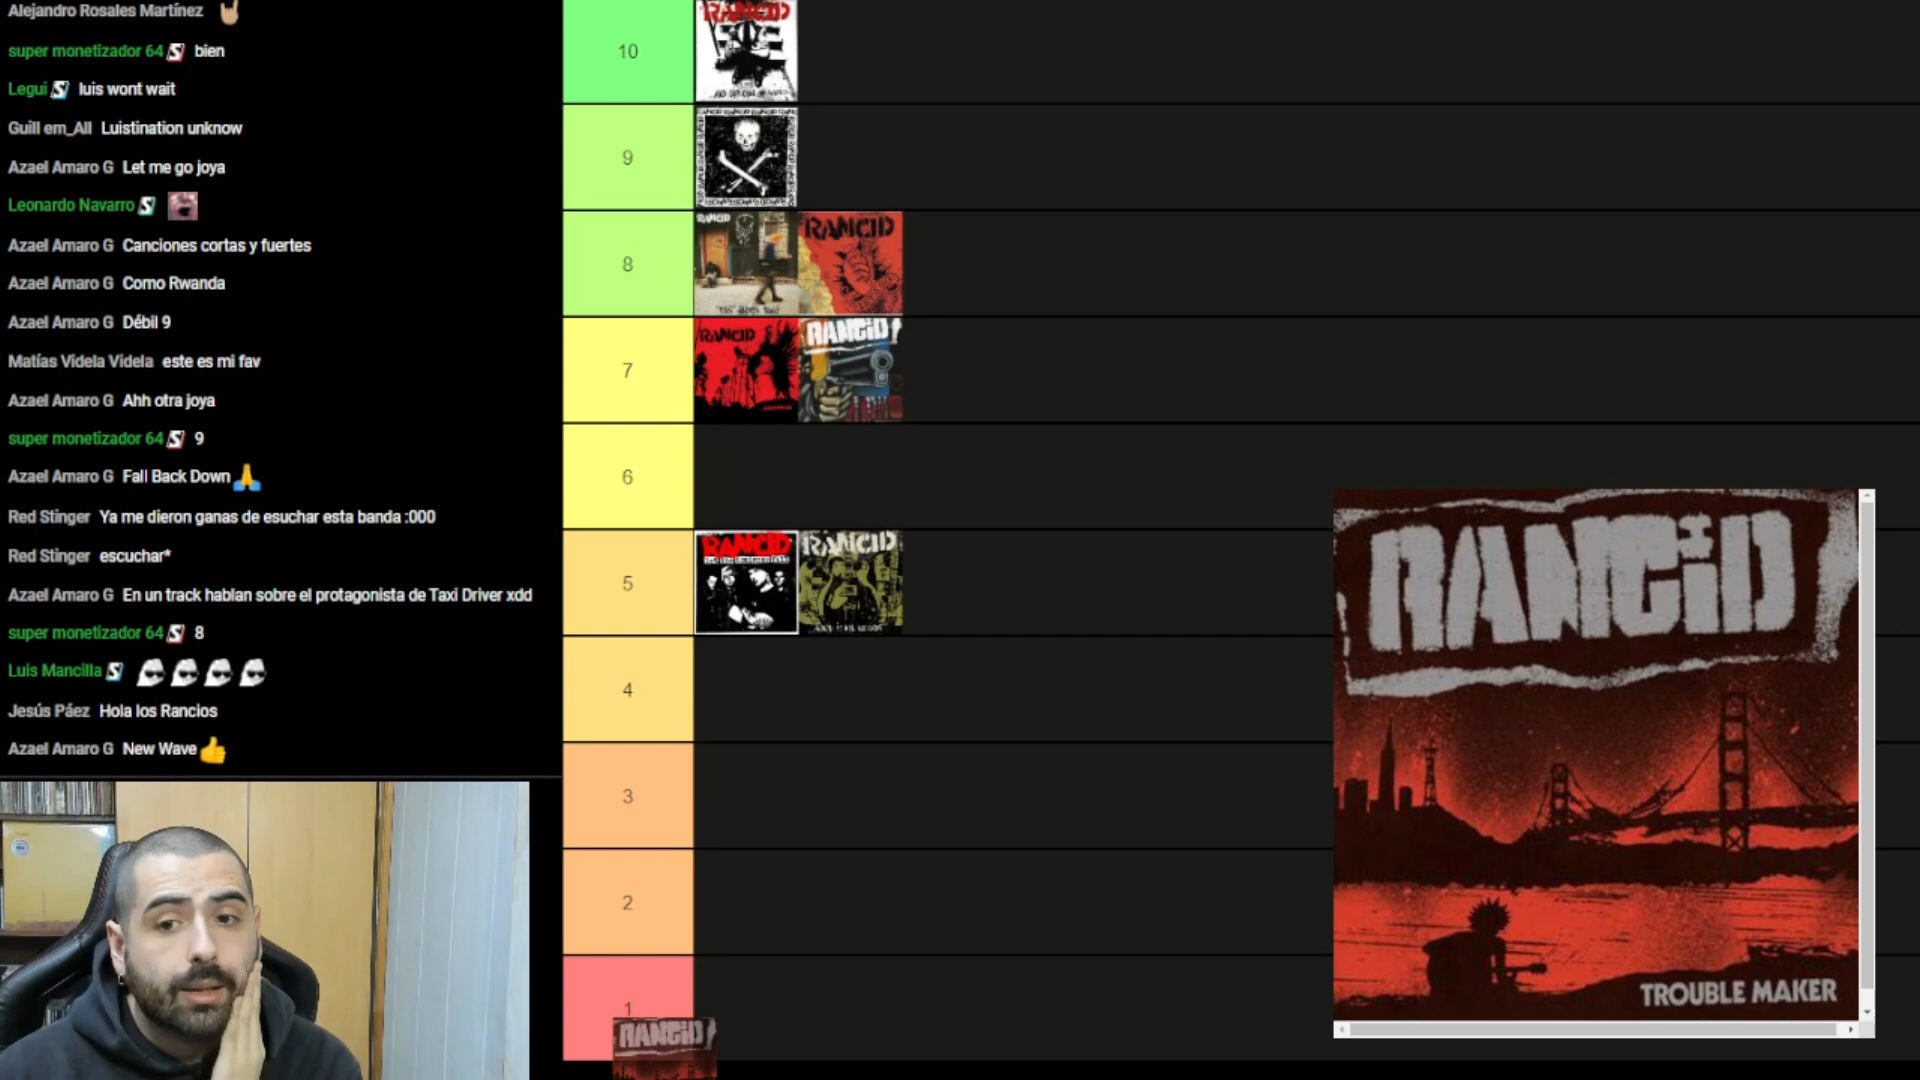 Alejandro Rosales Martínez
super monetizador 64 S bien
Legui S luis wont wait
Guill em_All Luistination unknow
Azael Amaro G Let me go joya
Leonardo Navarro S
Azael Amaro G Canciones cortas y fuertes
Azael Amaro G Como Rwanda
Azael Amaro G Débil 9
Matías Videla Videla este es mi fav
Azael Amaro G Ahh otra joya
super monetizador 64 S 9
Azael Amaro G Fall Back Down
Red Stinger Ya me dieron ganas de esuchar esta banda :000
Red Stinger escuchar*
Azael Amaro G En un track hablan sobre el protagonista de Taxi Driver xdd
super monetizador 64 S 8
Luis Mancilla S
Jesús Páez Hola los Rancios
Azael Amaro G New Wave
10
RANCID
9
8
RANCID
RANCID
7
RANCID
RANCID
6
5
RANCID
RANCID
4
3
2
1
RANCID
RANCID
TROUBLE MAKER